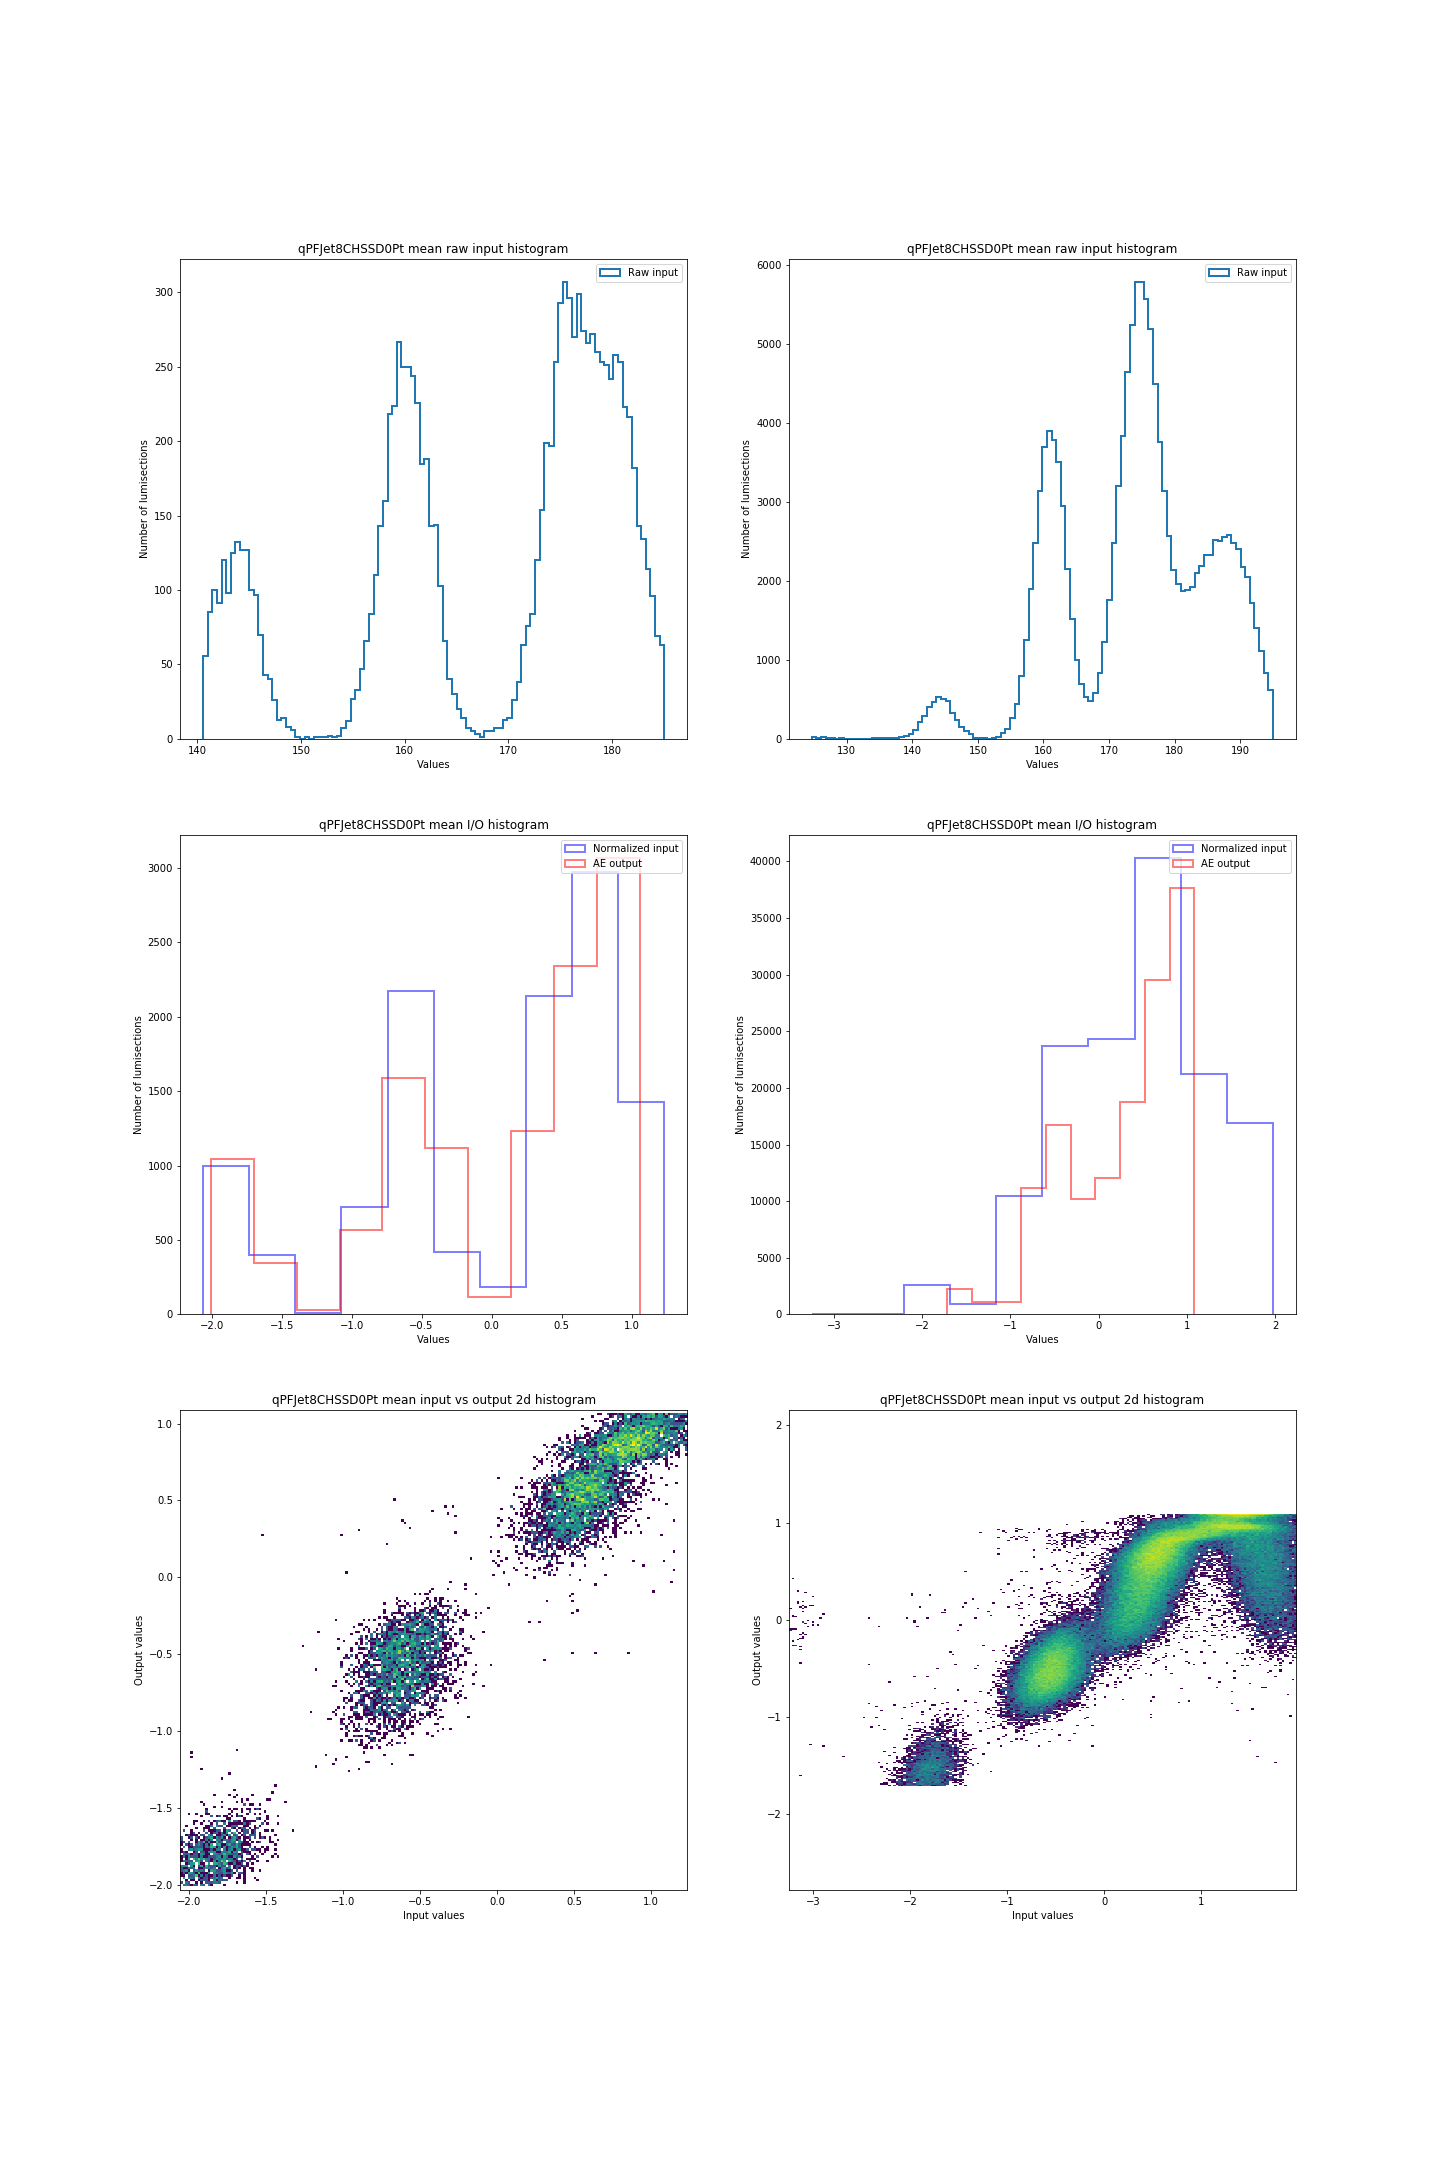 qPFJet8CHSSD0Pt mean raw input histogram
Raw input
300
250
200
150
100
50
0
Number of lumisections
140 150 160 170 180
Values
qPFJet8CHSSD0Pt mean raw input histogram
Raw input
6000
5000
4000
3000
2000
1000
0
Number of lumisections
130 140 150 160 170 180 190
Values
qPFJet8CHSSD0Pt mean I/O histogram
Normalized input
AE output
3000
2500
2000
1500
1000
500
0
Number of lumisections
−2.0 −1.5 −1.0 −0.5 0.0 0.5 1.0
Values
qPFJet8CHSSD0Pt mean I/O histogram
Normalized input
AE output
40000
35000
30000
25000
20000
15000
10000
5000
0
Number of lumisections
−3 −2 −1 0 1 2
Values
qPFJet8CHSSD0Pt mean input vs output 2d histogram
1.0
0.5
0.0
−0.5
−1.0
−1.5
−2.0
Output values
−2.0 −1.5 −1.0 −0.5 0.0 0.5 1.0
Input values
qPFJet8CHSSD0Pt mean input vs output 2d histogram
2
1
0
−1
−2
Output values
−3 −2 −1 0 1
Input values